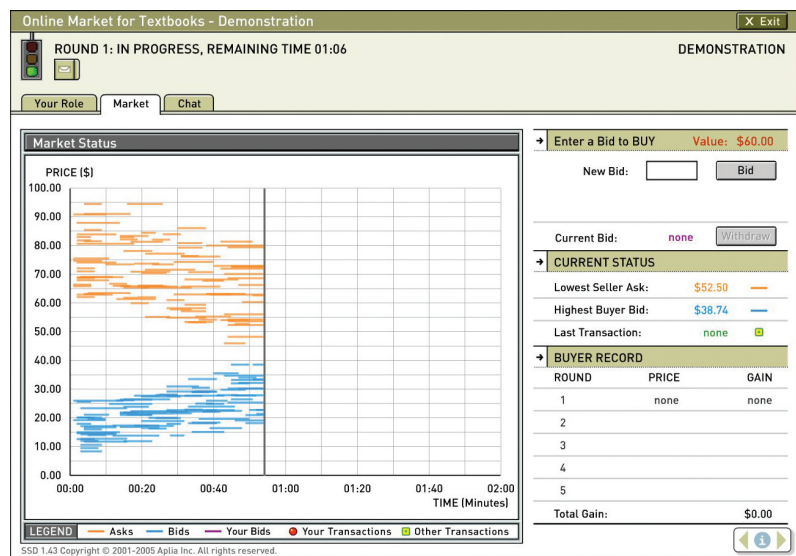 Online Market for Textbooks - Demonstration
X Exit
ROUND 1: IN PROGRESS, REMAINING TIME 01:06
DEMONSTRATION
Your Role
Market
Chat
Market Status
PRICE ($)
100.00
90.00
80.00
70.00
60.00
50.00
40.00
30.00
20.00
10.00
0.00
00:00 00:20 00:40 01:00 01:20 01:40 02:00
TIME (Minutes)
LEGEND Asks Bids Your Bids Your Transactions Other Transactions
SSD 1.43 Copyright © 2001-2005 Aplia Inc. All rights reserved.
Enter a Bid to BUY Value: $60.00
New Bid: Bid
Current Bid: none Withdraw
CURRENT STATUS
Lowest Seller Ask: $52.50
Highest Buyer Bid: $38.74
Last Transaction: none
BUYER RECORD
ROUND PRICE GAIN
1 none none
2
3
4
5
Total Gain: $0.00